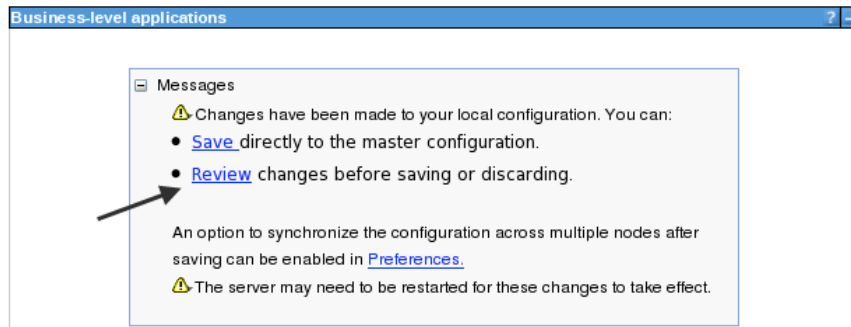 Business-level applications ? -
Messages
Changes have been made to your local configuration. You can:
• Save directly to the master configuration.
• Review changes before saving or discarding.
An option to synchronize the configuration across multiple nodes after
saving can be enabled in Preferences.
The server may need to be restarted for these changes to take effect.